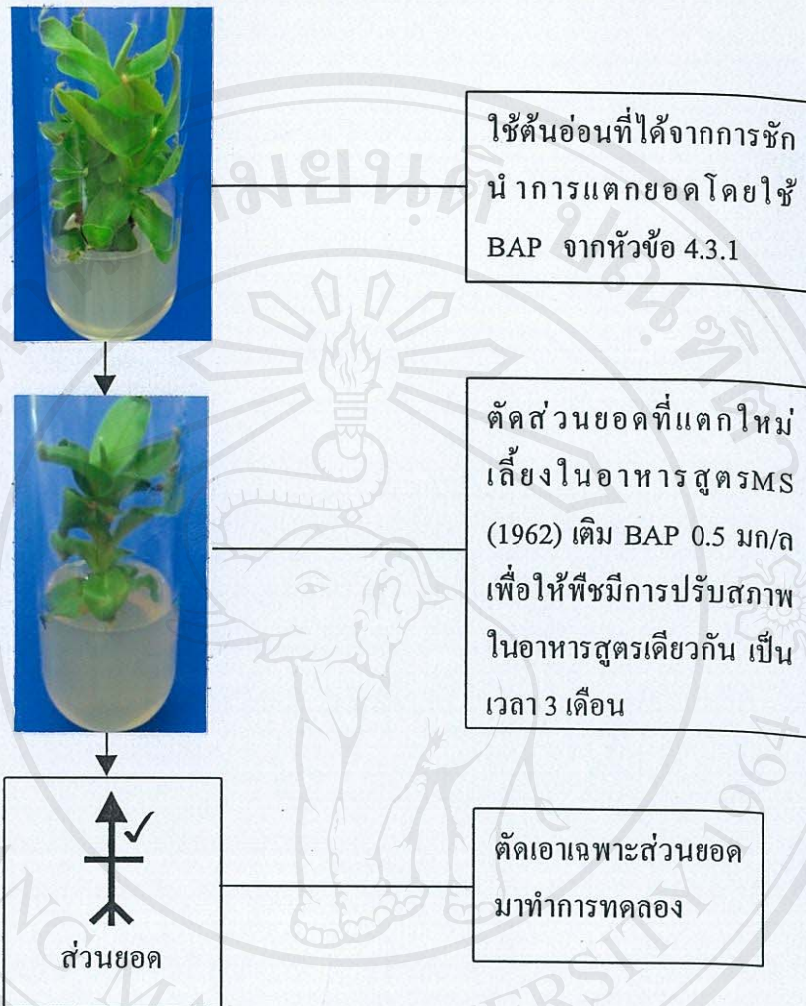 ใช้ต้นอ่อนที่ได้จากการชัก
นำการแตกยอดโดยใช้
BAP จากหัวข้อ 4.3.1
ตัดส่วนยอดที่แตกใหม่
เลี้ยงในอาหารสูตรMS
(1962) เติม BAP 0.5 มก/ล
เพื่อให้พืชมีการปรับสภาพ
ในอาหารสูตรเดียวกัน เป็น
เวลา 3 เดือน
ส่วนยอด
ตัดเอาเฉพาะส่วนยอด
มาทำการทดลอง
1964